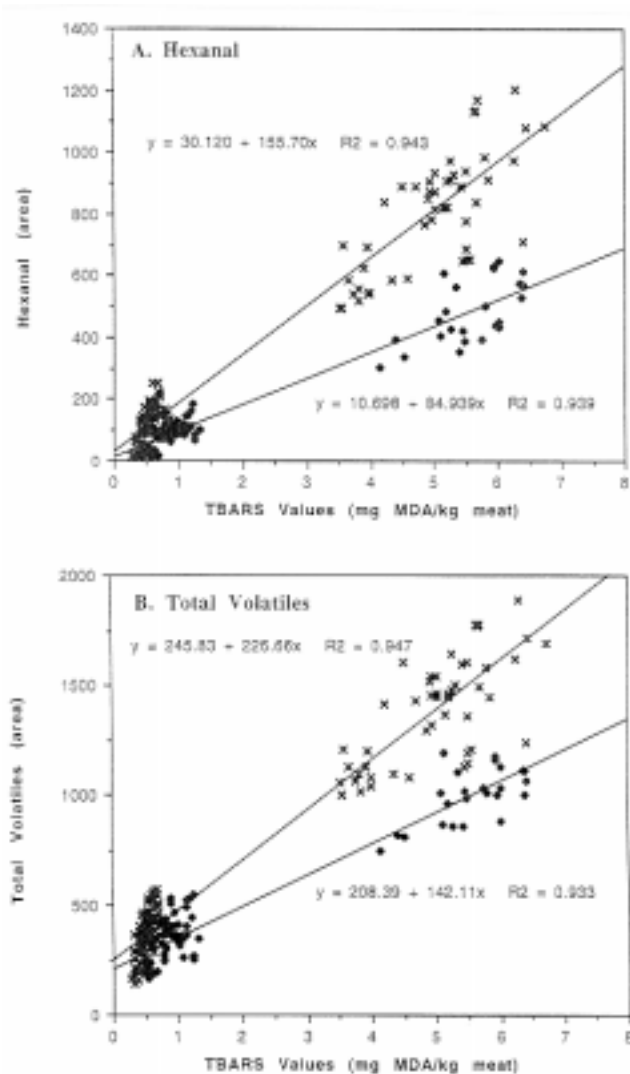 1400
A. Hexanal
1200
y = 30.120 + 155.70x R2 = 0.943
1000
800
600
400
200
0
Hexanal (area)
y = 10.698 + 84.939x R2 = 0.939
0 1 2 3 4 5 6 7 8
TBARS Values (mg MDA/kg meat)
2000
B. Total Volatiles
y = 245.83 + 226.66x R2 = 0.947
1500
1000
500
0
Total Volatiles (area)
y = 208.39 + 142.11x R2 = 0.933
0 1 2 3 4 5 6 7 8
TBARS Values (mg MDA/kg meat)